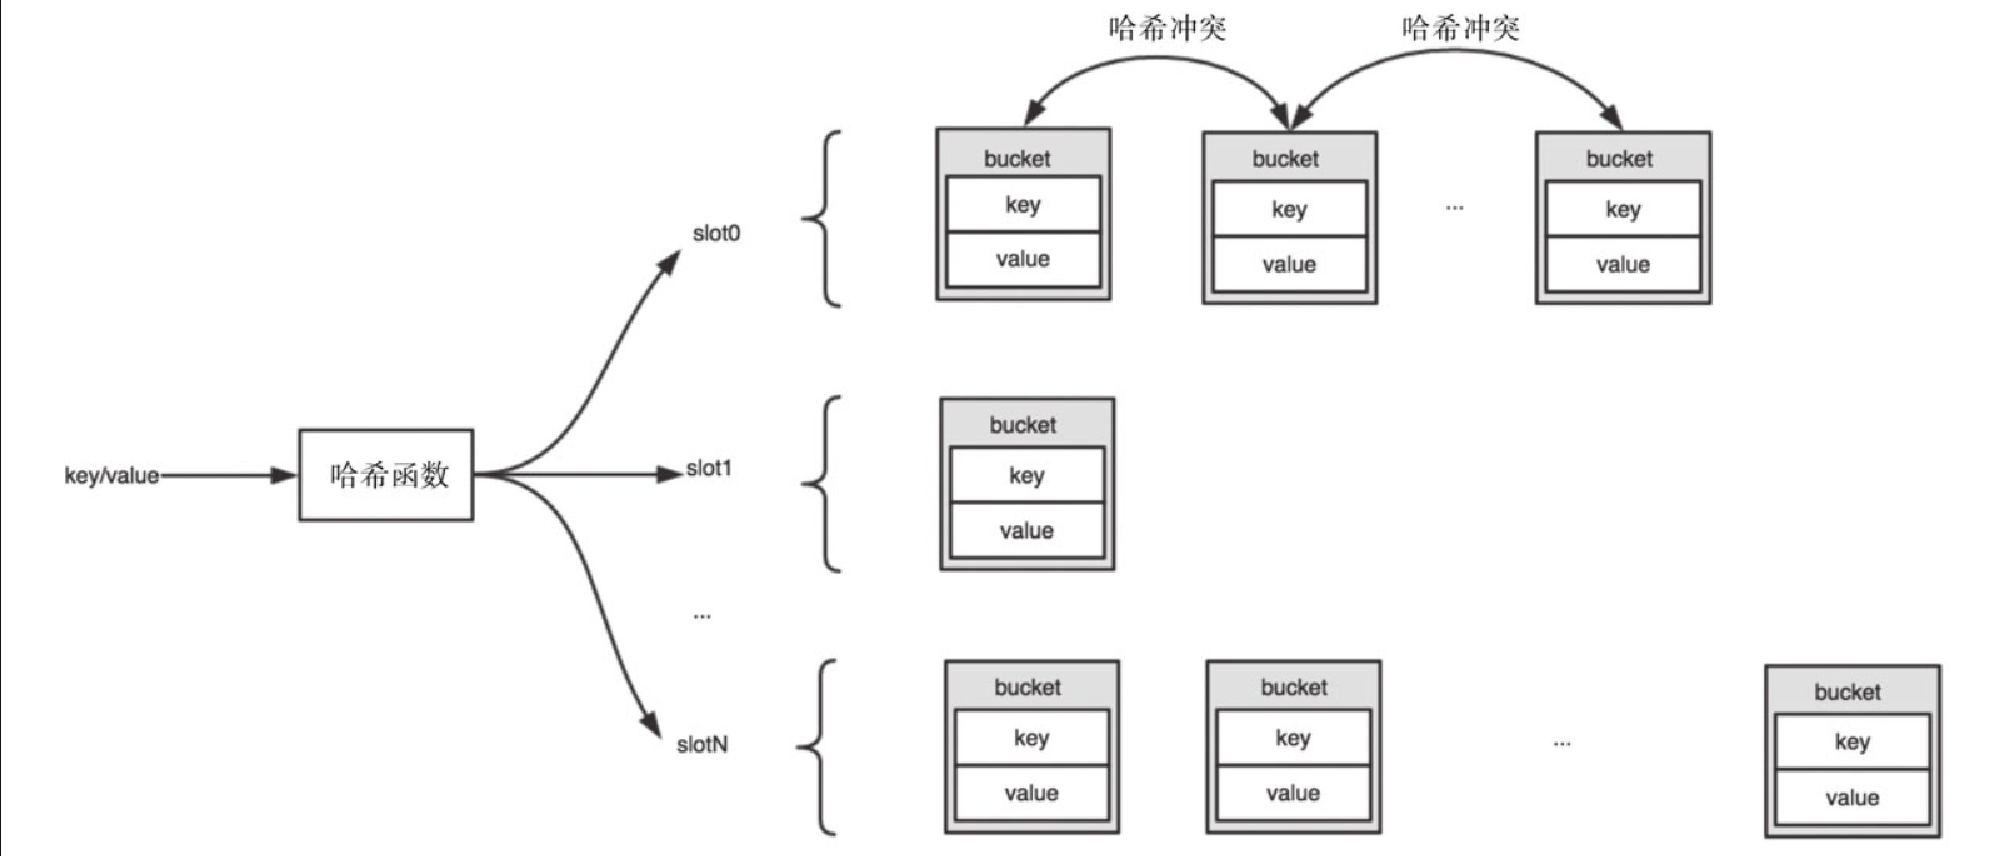 哈希冲突
哈希冲突
bucket
key
value
bucket
key
value
...
bucket
key
value
slot0
key/value
哈希函数
slot1
bucket
key
value
...
slotN
bucket
key
value
bucket
key
value
...
bucket
key
value